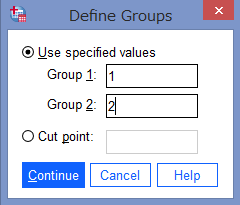 Define Groups
Use specified values
Group 1: 1
Group 2: 2
Cut point:
Continue Cancel Help